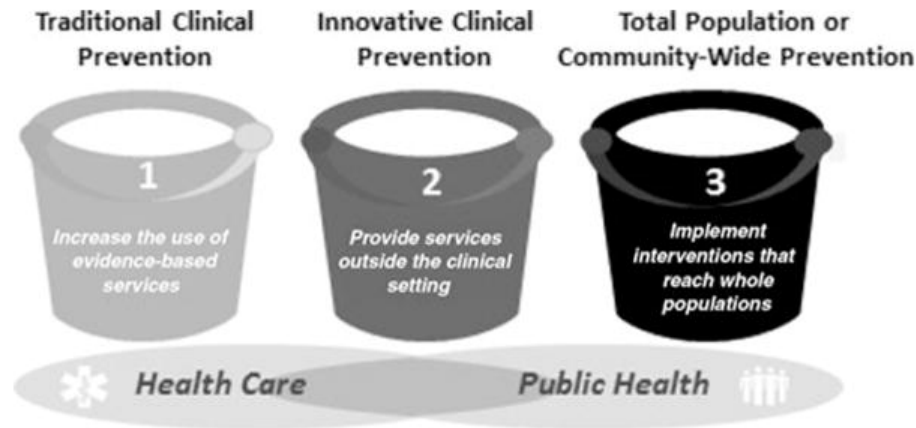 Traditional Clinical
Prevention
Innovative Clinical
Prevention
Total Population or
Community-Wide Prevention
1
Increase the use of
evidence-based
services
2
Provide services
outside the clinical
setting
3
Implement
interventions that
reach whole
populations
Health Care
Public Health